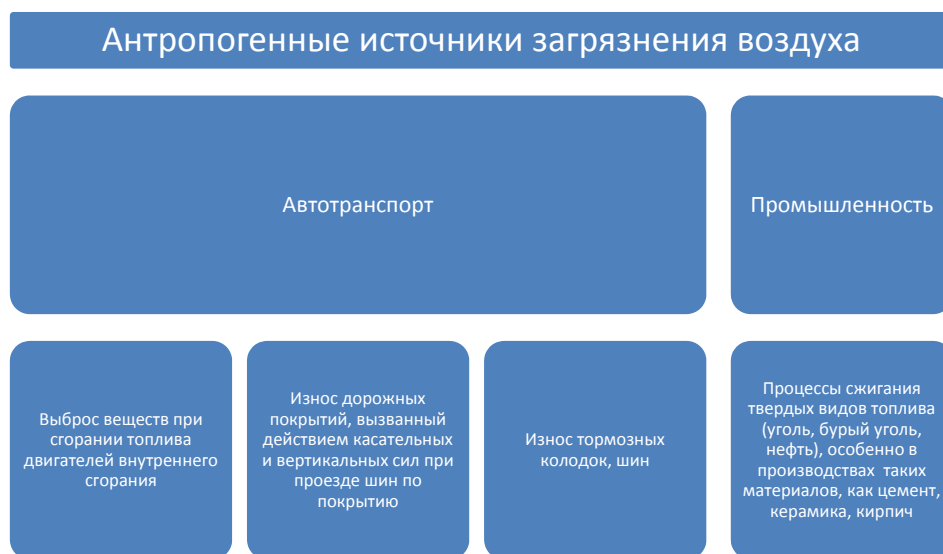 Антропогенные источники загрязнения воздуха
Автотранспорт
Промышленность
Выброс веществ при
сгорании топлива
двигателей внутреннего
сгорания
Износ дорожных
покрытий, вызванный
действием касательных
и вертикальных сил при
проезде шин по
покрытию
Износ тормозных
колодок, шин
Процессы сжигания
твердых видов топлива
(уголь, бурый уголь,
нефть), особенно в
производствах таких
материалов, как цемент,
керамика, кирпич